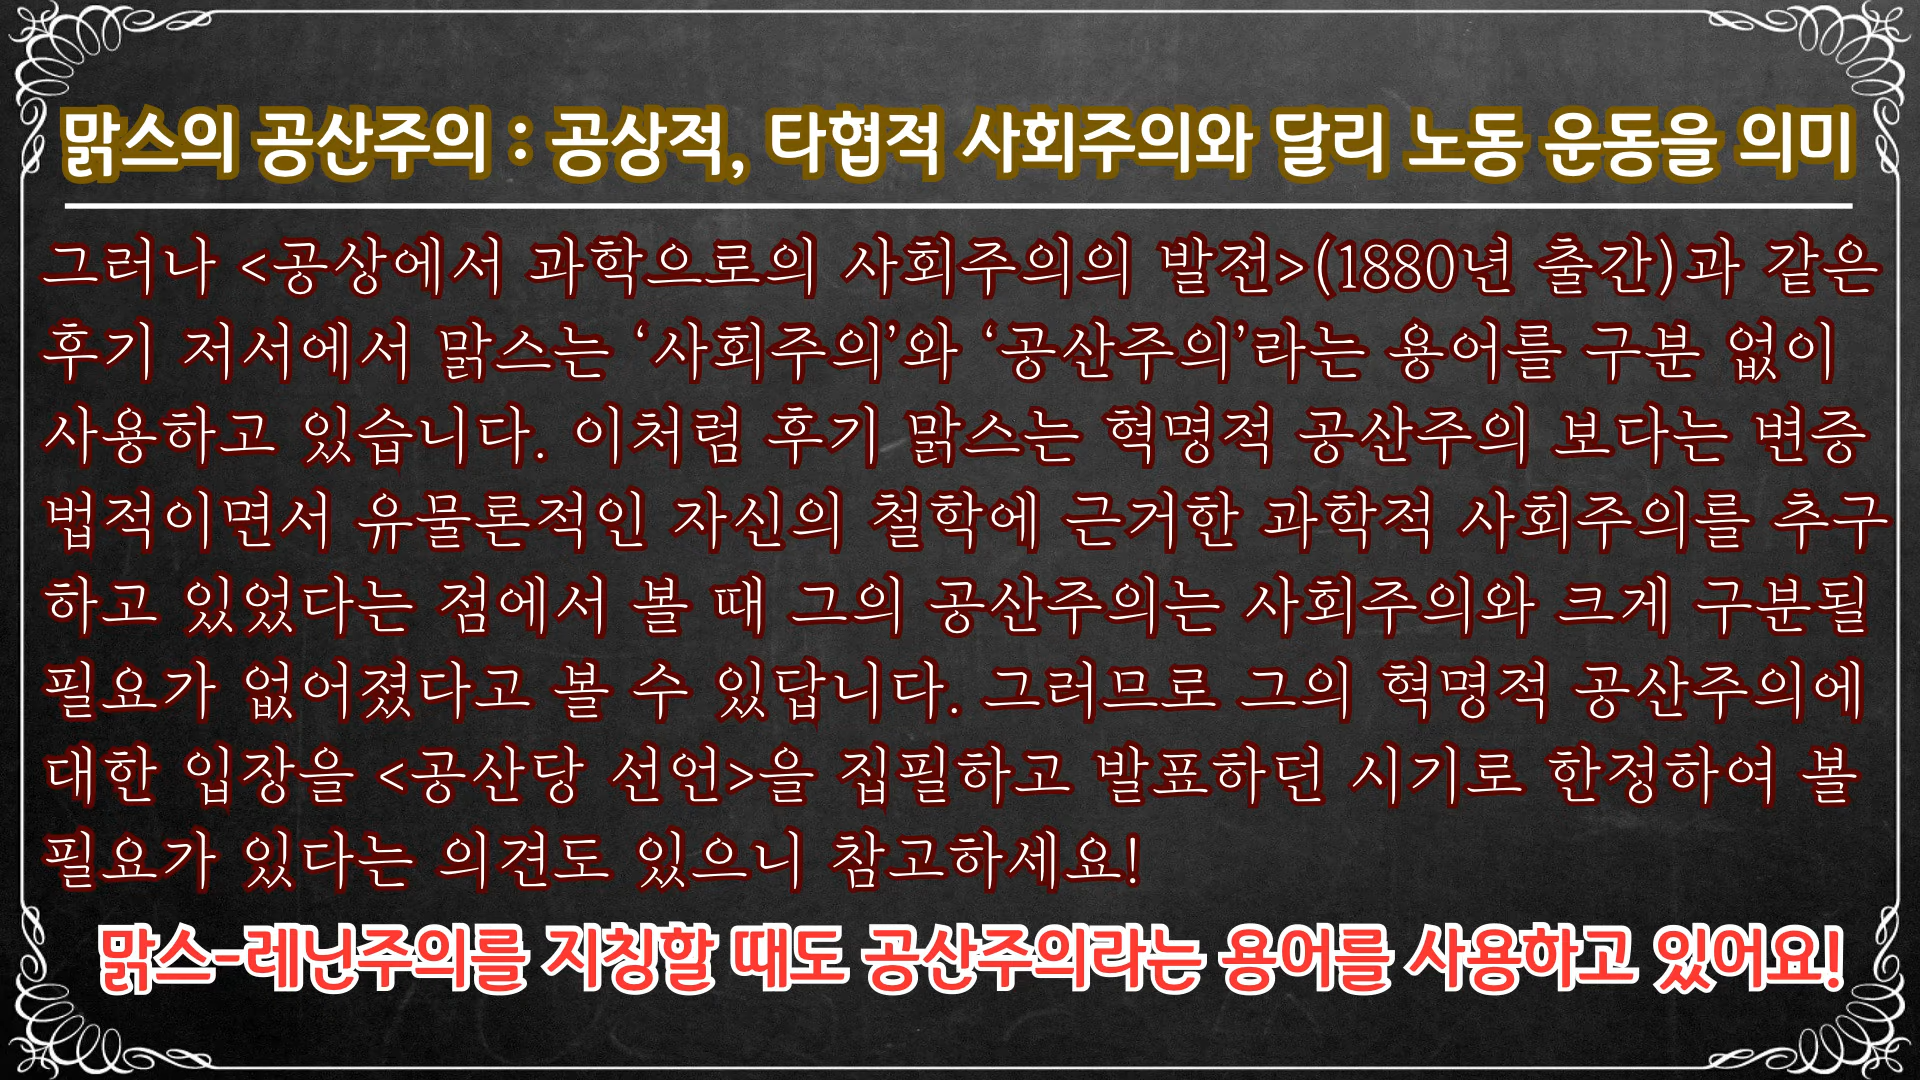 맑스의 공산주의 : 공상적, 타협적 사회주의와 달리 노동 운동을 의미
그러나 <공상에서 과학으로의 사회주의의 발전>(1880년 출간)과 같은
후기 저서에서 맑스는 ‘사회주의’와 ‘공산주의’라는 용어를 구분 없이
사용하고 있습니다. 이처럼 후기 맑스는 혁명적 공산주의 보다는 변증
법적이면서 유물론적인 자신의 철학에 근거한 과학적 사회주의를 추구
하고 있었다는 점에서 볼 때 그의 공산주의는 사회주의와 크게 구분될
필요가 없어졌다고 볼 수 있답니다. 그러므로 그의 혁명적 공산주의에
대한 입장을 <공산당 선언>을 집필하고 발표하던 시기로 한정하여 볼
필요가 있다는 의견도 있으니 참고하세요!
맑스-레닌주의를 지칭할 때도 공산주의라는 용어를 사용하고 있어요!